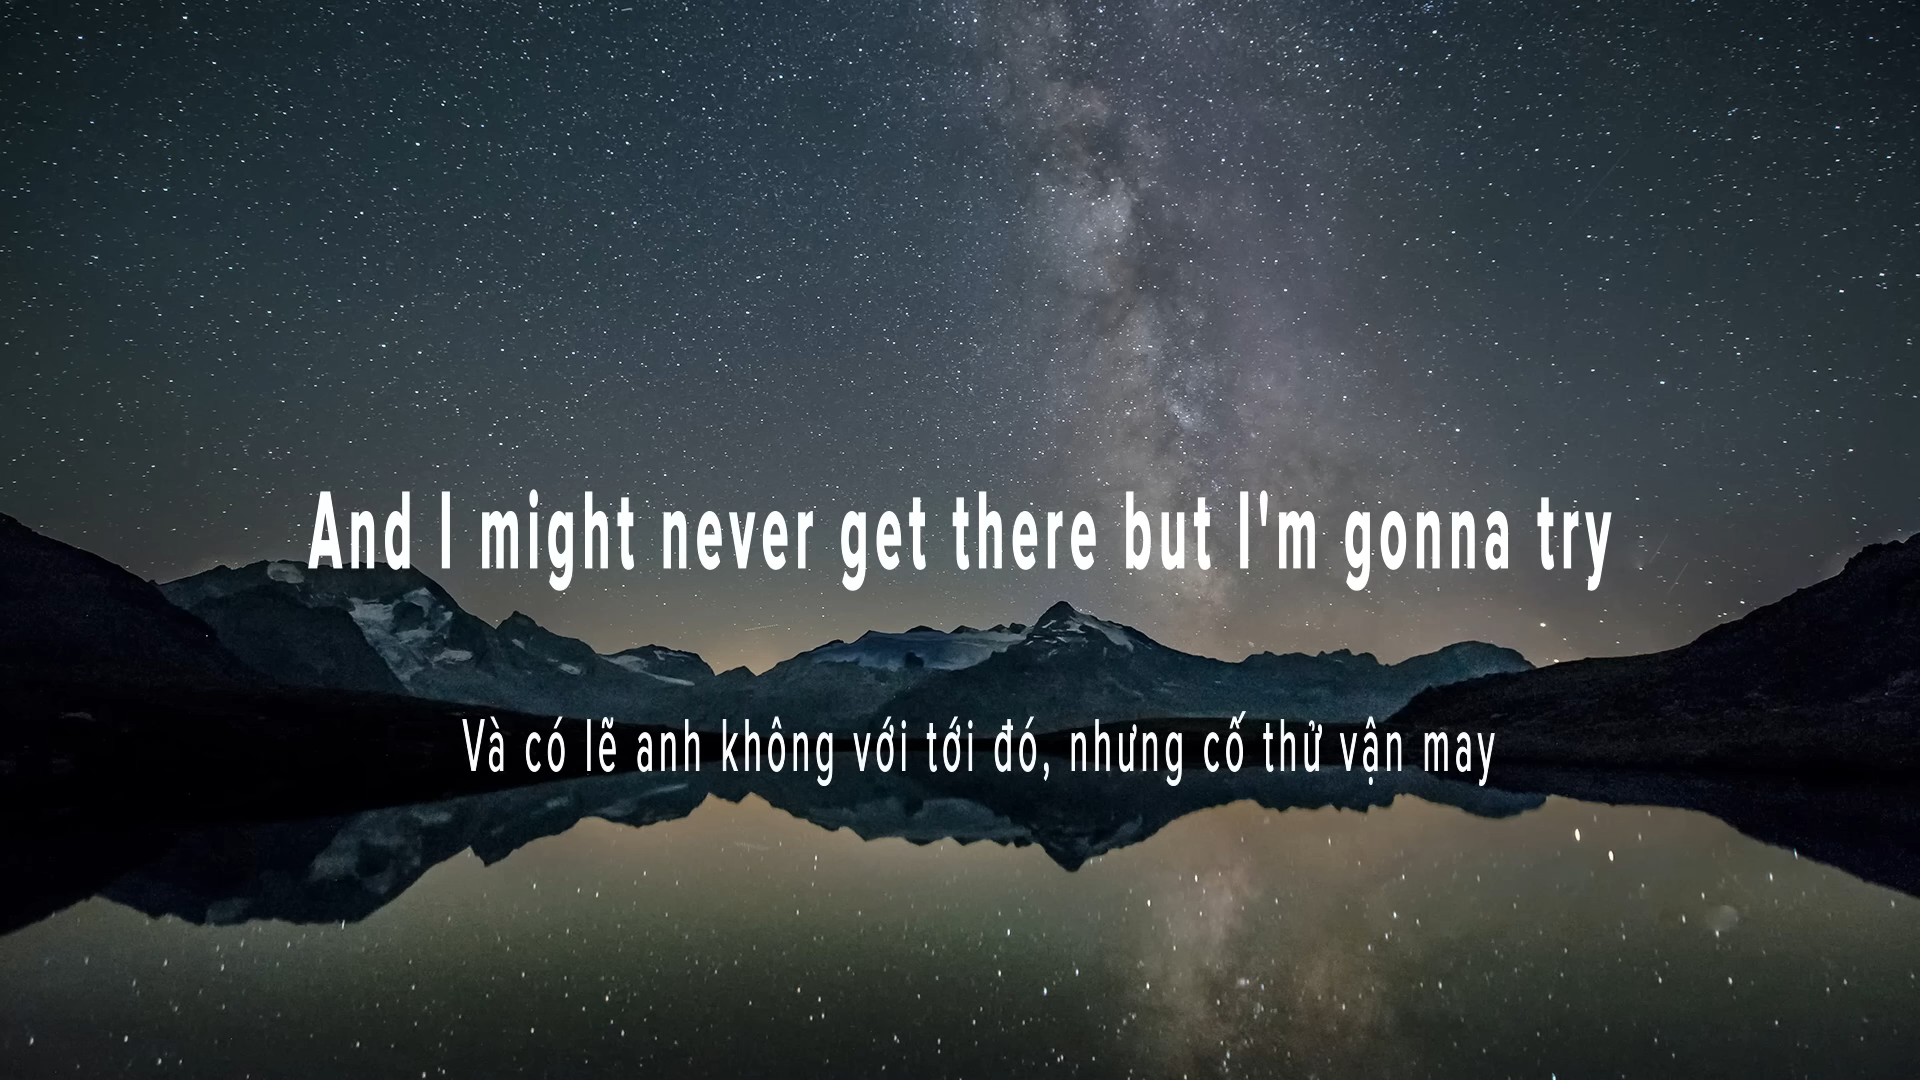 And I might never get there but I'm gonna try
Và có lẽ anh không với tới đó, nhưng cố thử vận may